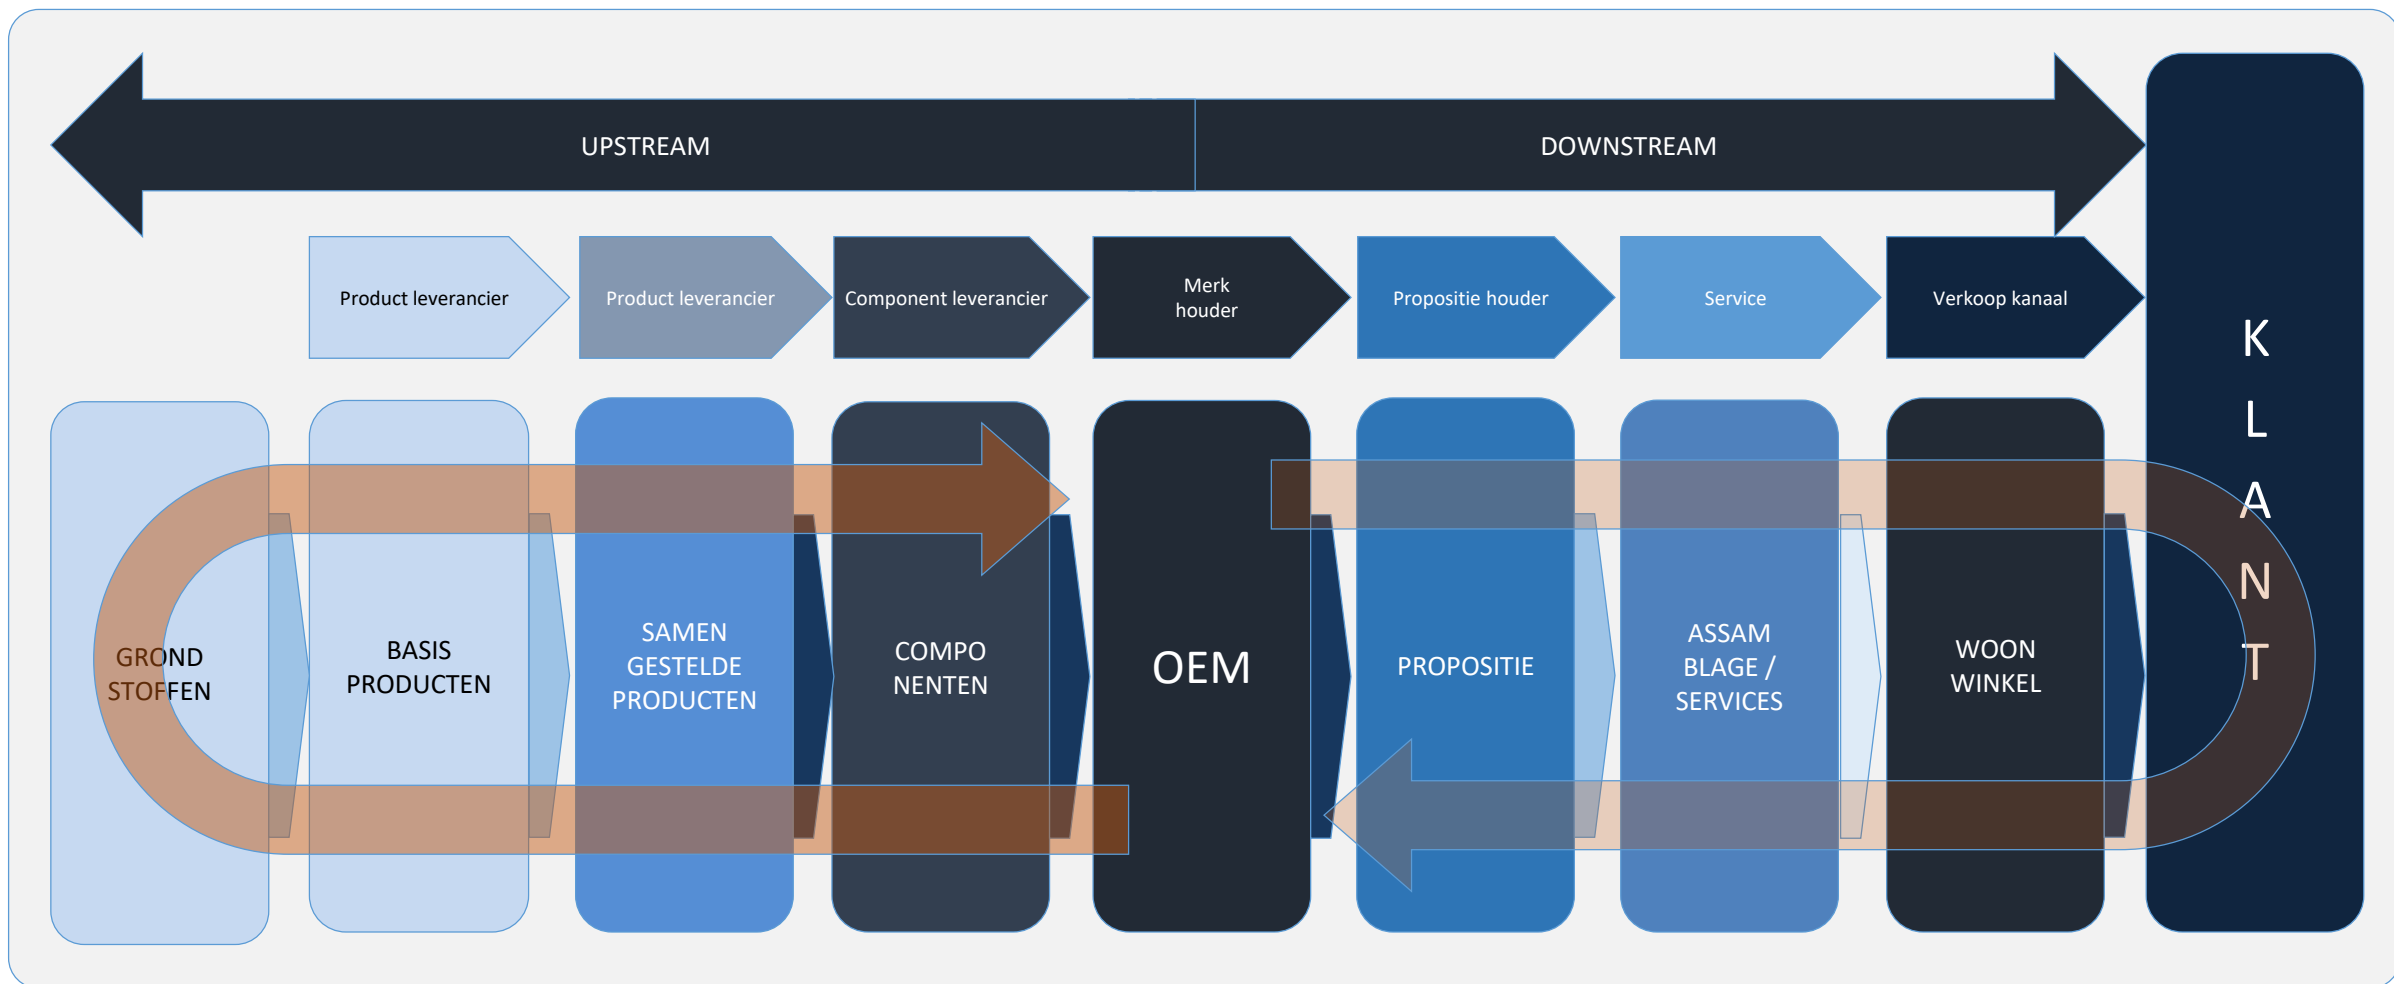 UPSTREAM
DOWNSTREAM
Product leverancier
Product leverancier
Component leverancier
Merk
houder
Propositie houder
Service
Verkoop kanaal
GROND
STOFFEN
BASIS
PRODUCTEN
SAMEN
GESTELDE
PRODUCTEN
COMPO
NENTEN
OEM
PROPOSITIE
ASSAM
BLAGE /
SERVICES
WOON
WINKEL
K
L
A
N
T